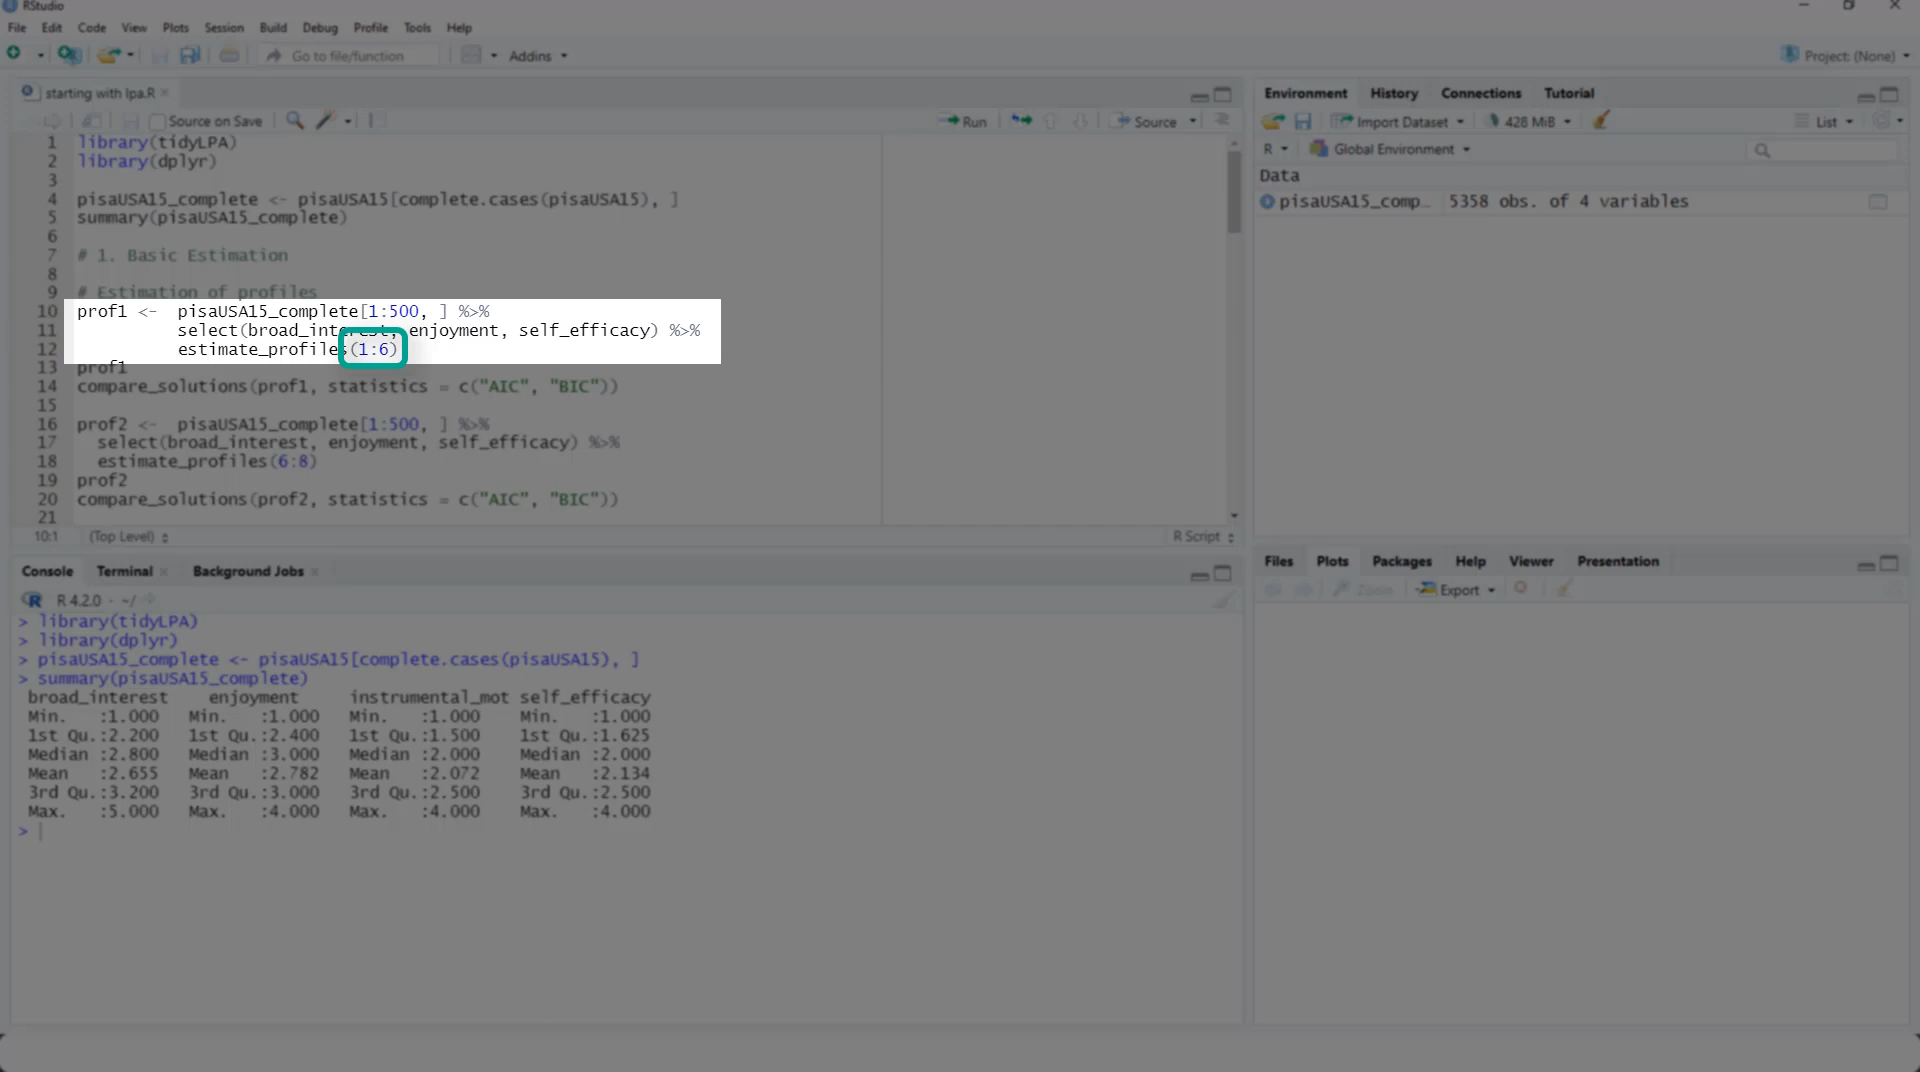 RStudio
File Edit Code View Plots Session Build Debug Profile Tools Help
Go to file/function Addins Project: (None)
starting with lpa.R
Source on Save Run Source
1 library(tidyLPA)
2 library(dplyr)
3
4 pisaUSA15_complete <- pisaUSA15[complete.cases(pisaUSA15), ]
5 summary(pisaUSA15_complete)
6
7 # 1. Basic Estimation
8
9 # Estimation of profiles
10 prof1 <- pisaUSA15_complete[1:500, ] %>%
11 select(broad_interest, enjoyment, self_efficacy) %>%
12 estimate_profiles(1:6)
13 prof1
14 compare_solutions(prof1, statistics = c("AIC", "BIC"))
15
16 prof2 <- pisaUSA15_complete[1:500, ] %>%
17 select(broad_interest, enjoyment, self_efficacy) %>%
18 estimate_profiles(6:8)
19 prof2
20 compare_solutions(prof2, statistics = c("AIC", "BIC"))
21
10:1 (Top Level) R Script
Console Terminal Background Jobs
R 4.2.0 · ~/
> library(tidyLPA)
> library(dplyr)
> pisaUSA15_complete <- pisaUSA15[complete.cases(pisaUSA15), ]
> summary(pisaUSA15_complete)
broad_interest enjoyment instrumental_mot self_efficacy
Min. :1.000 Min. :1.000 Min. :1.000 Min. :1.000
1st Qu.:2.200 1st Qu.:2.400 1st Qu.:1.500 1st Qu.:1.625
Median :2.800 Median :3.000 Median :2.000 Median :2.000
Mean :2.655 Mean :2.782 Mean :2.072 Mean :2.134
3rd Qu.:3.200 3rd Qu.:3.000 3rd Qu.:2.500 3rd Qu.:2.500
Max. :5.000 Max. :4.000 Max. :4.000 Max. :4.000
>
Environment History Connections Tutorial
Import Dataset 428 MiB List
R Global Environment
Data
pisaUSA15_comp… 5358 obs. of 4 variables
Files Plots Packages Help Viewer Presentation
Zoom Export